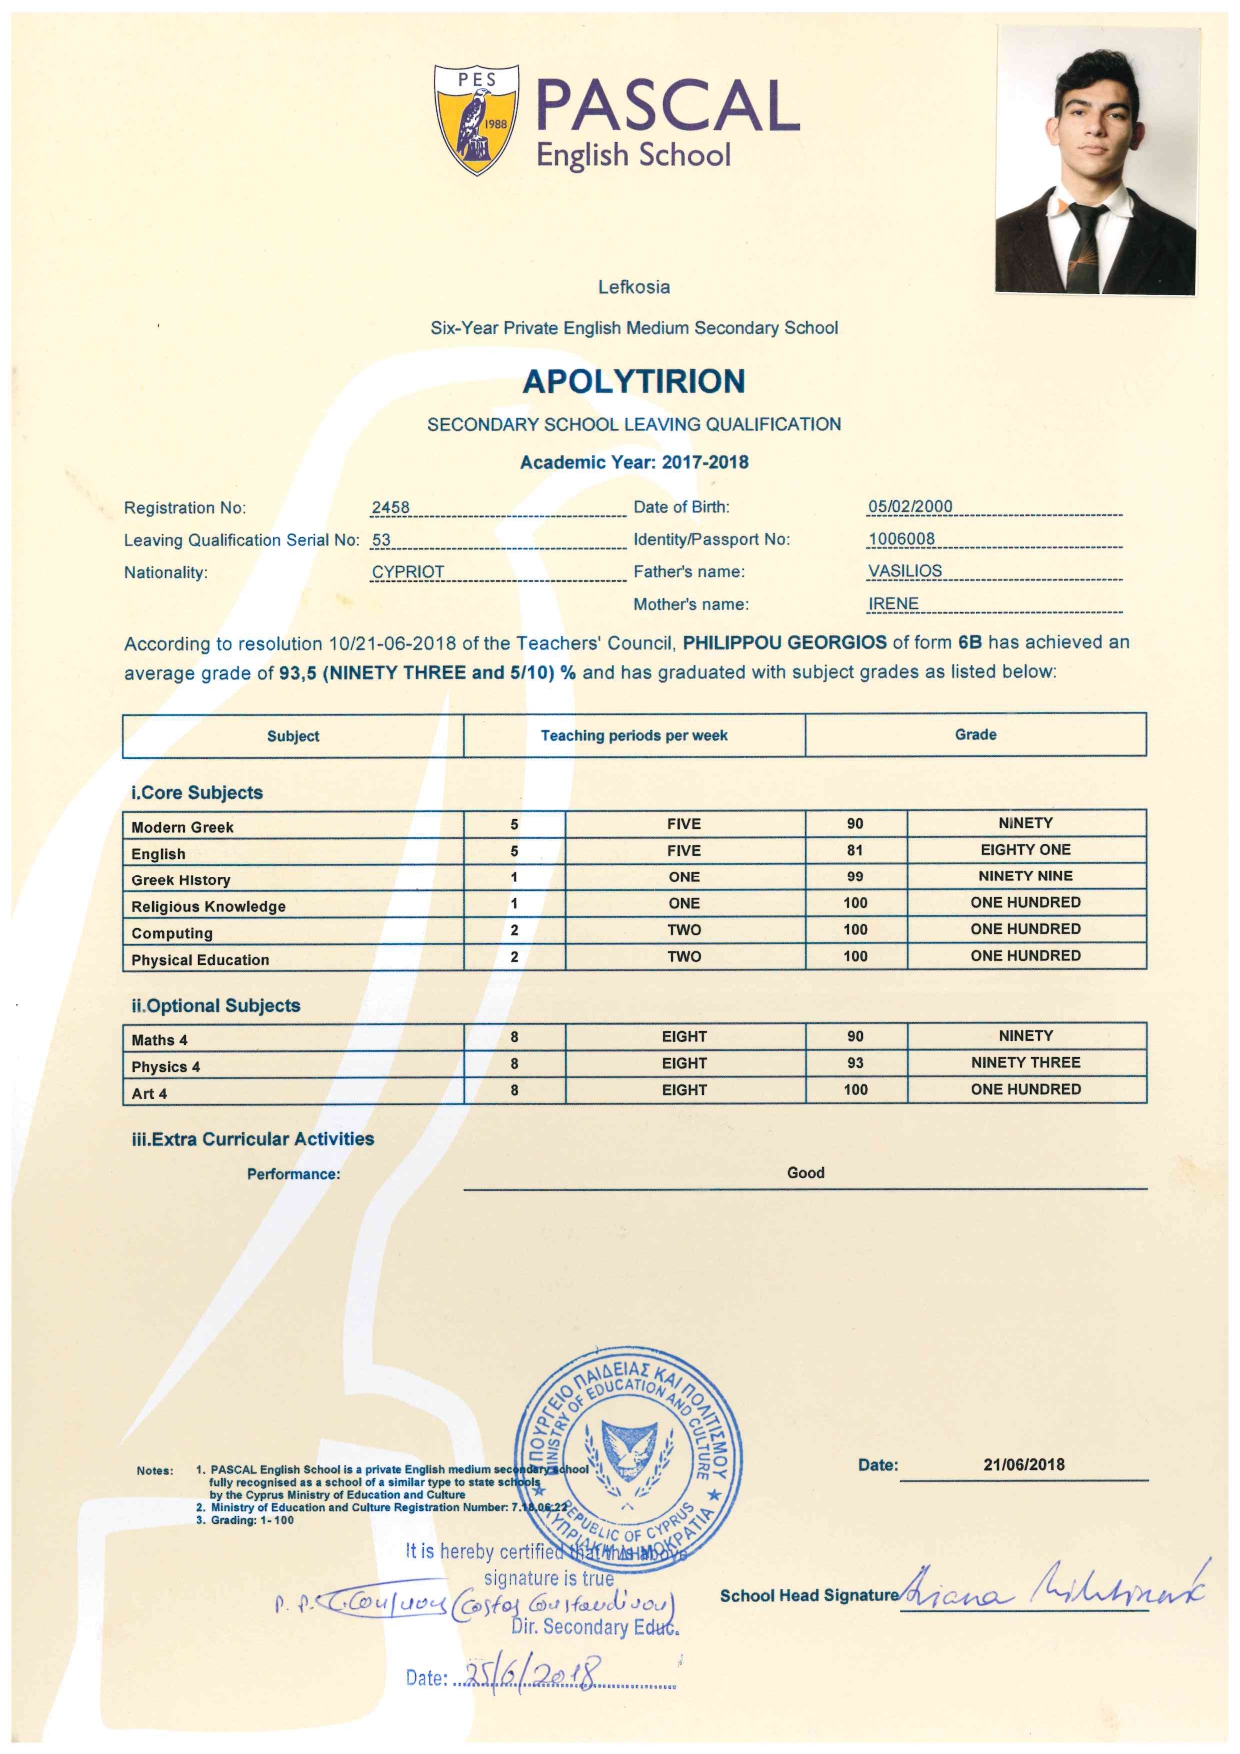 PES
1988
PASCAL
English School
Lefkosia
Six-Year Private English Medium Secondary School
APOLYTIRION
SECONDARY SCHOOL LEAVING QUALIFICATION
Academic Year: 2017-2018
Registration No: 2458 Date of Birth: 05/02/2000
Leaving Qualification Serial No: 53 Identity/Passport No: 1006008
Nationality: CYPRIOT Father's name: VASILIOS
Mother's name: IRENE
According to resolution 10/21-06-2018 of the Teachers' Council, PHILIPPOU GEORGIOS of form 6B has achieved an
average grade of 93,5 (NINETY THREE and 5/10) % and has graduated with subject grades as listed below:
Subject Teaching periods per week Grade
i.Core Subjects
Modern Greek 5 FIVE 90 NINETY
English 5 FIVE 81 EIGHTY ONE
Greek History 1 ONE 99 NINETY NINE
Religious Knowledge 1 ONE 100 ONE HUNDRED
Computing 2 TWO 100 ONE HUNDRED
Physical Education 2 TWO 100 ONE HUNDRED
ii.Optional Subjects
Maths 4 8 EIGHT 90 NINETY
Physics 4 8 EIGHT 93 NINETY THREE
Art 4 8 EIGHT 100 ONE HUNDRED
iii.Extra Curricular Activities
Performance: Good
ΥΠΟΥΡΓΕΙΟ ΠΑΙΔΕΙΑΣ ΚΑΙ ΠΟΛΙΤΙΣΜΟΥ
MINISTRY OF EDUCATION AND CULTURE
REPUBLIC OF CYPRUS
ΚΥΠΡΙΑΚΗ ΔΗΜΟΚΡΑΤΙΑ
Notes: 1. PASCAL English School is a private English medium secondary school
fully recognised as a school of a similar type to state schools
by the Cyprus Ministry of Education and Culture
2. Ministry of Education and Culture Registration Number: 7.18.06.22
3. Grading: 1-100
Date: 21/06/2018
It is hereby certified that this above
signature is true
P. P. (Costas Constandinou)
Dir. Secondary Educ.
Date: 25/6/2018
School Head Signature